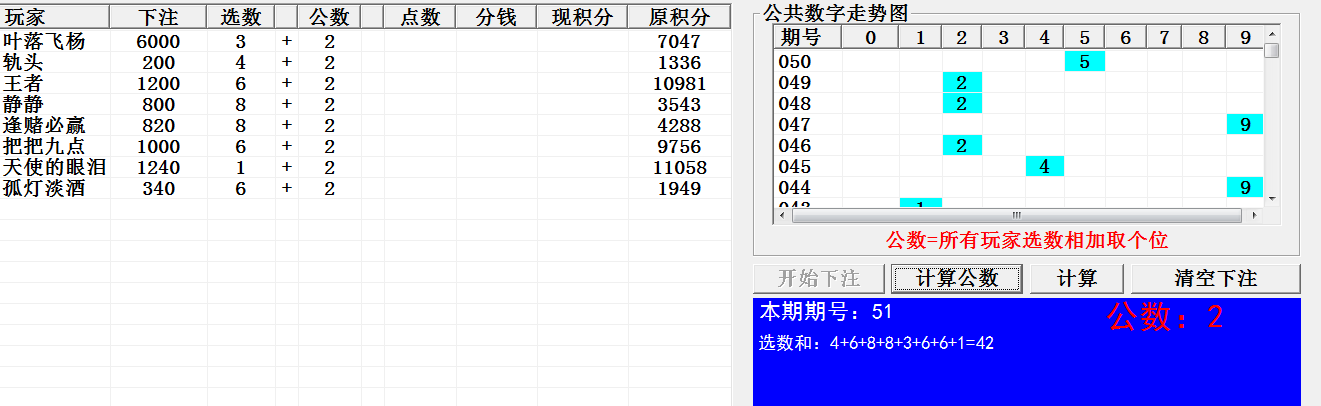 玩家 下注 选数 公数 点数 分钱 现积分 原积分
叶落飞杨 6000 3 + 2 7047
轨头 200 4 + 2 1336
王者 1200 6 + 2 10981
静静 800 8 + 2 3543
逢赌必赢 820 8 + 2 4288
把把九点 1000 6 + 2 9756
天使的眼泪 1240 1 + 2 11058
孤灯淡酒 340 6 + 2 1949
公共数字走势图
期号 0 1 2 3 4 5 6 7 8 9
050 5
049 2
048 2
047 9
046 2
045 4
044 9
043 1
公数=所有玩家选数相加取个位
开始下注 计算公数 计算 清空下注
本期期号：51 公数：2
选数和：4+6+8+8+3+6+6+1=42